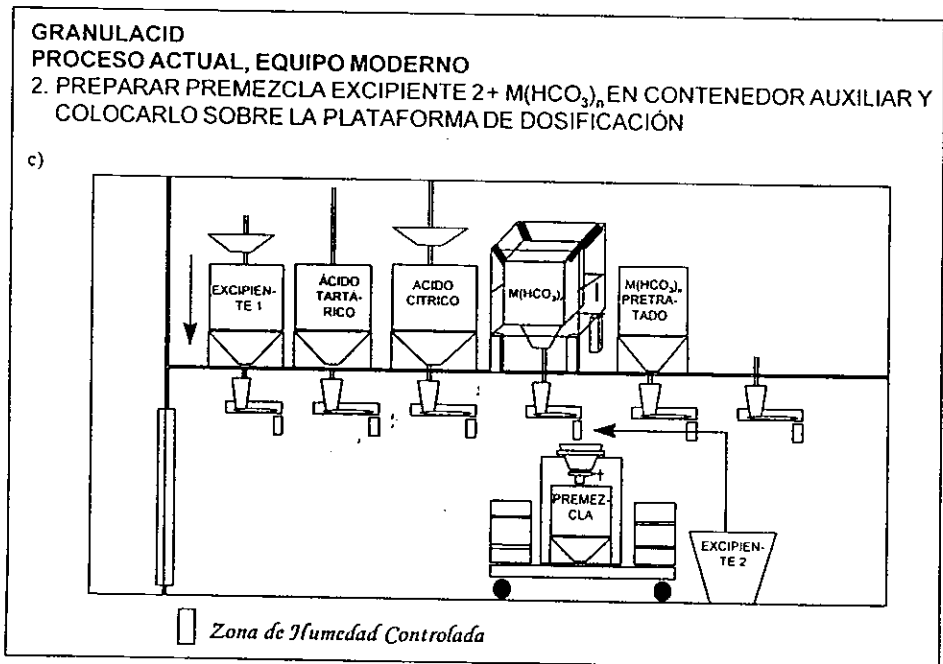 GRANULACID
PROCESO ACTUAL, EQUIPO MODERNO
2. PREPARAR PREMEZCLA EXCIPIENTE 2+ M(HCO₃)ₙ EN CONTENEDOR AUXILIAR Y
COLOCARLO SOBRE LA PLATAFORMA DE DOSIFICACIÓN
c)
EXCIPIEN-
TE 1
ÁCIDO
TARTÁ-
RICO
ACIDO
CITRICO
M(HCO₃)ₙ
M(HCO₃)ₙ
PRETRA-
TADO
PREMEZ-
CLA
EXCIPIEN-
TE 2
Zona de Humedad Controlada